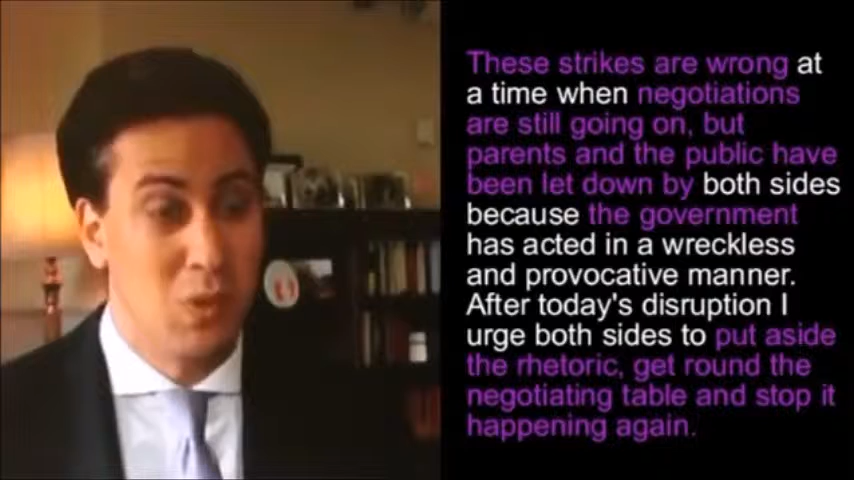 These strikes are wrong at
a time when negotiations
are still going on, but
parents and the public have
been let down by both sides
because the government
has acted in a wreckless
and provocative manner.
After today's disruption I
urge both sides to put aside
the rhetoric, get round the
negotiating table and stop it
happening again.